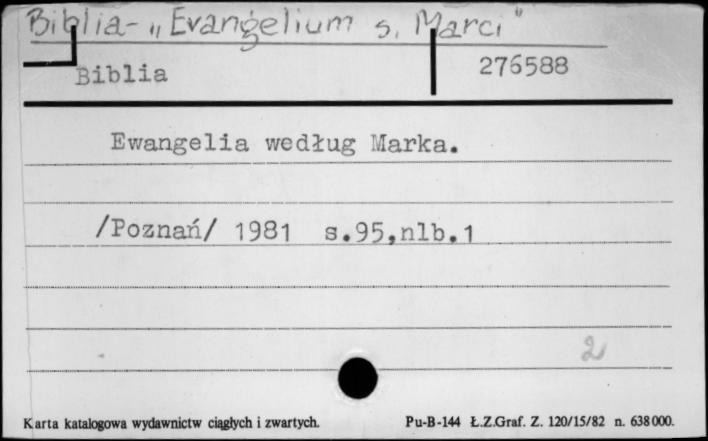 Biblia - „Evangelium s. Marci"
Biblia 276588
Ewangelia według Marka.
/Poznań/ 1981 s.95,nlb.1
2
Karta katalogowa wydawnictw ciągłych i zwartych. Pu-B-144 Ł.Z.Graf. Z. 120/15/82 n. 638000.